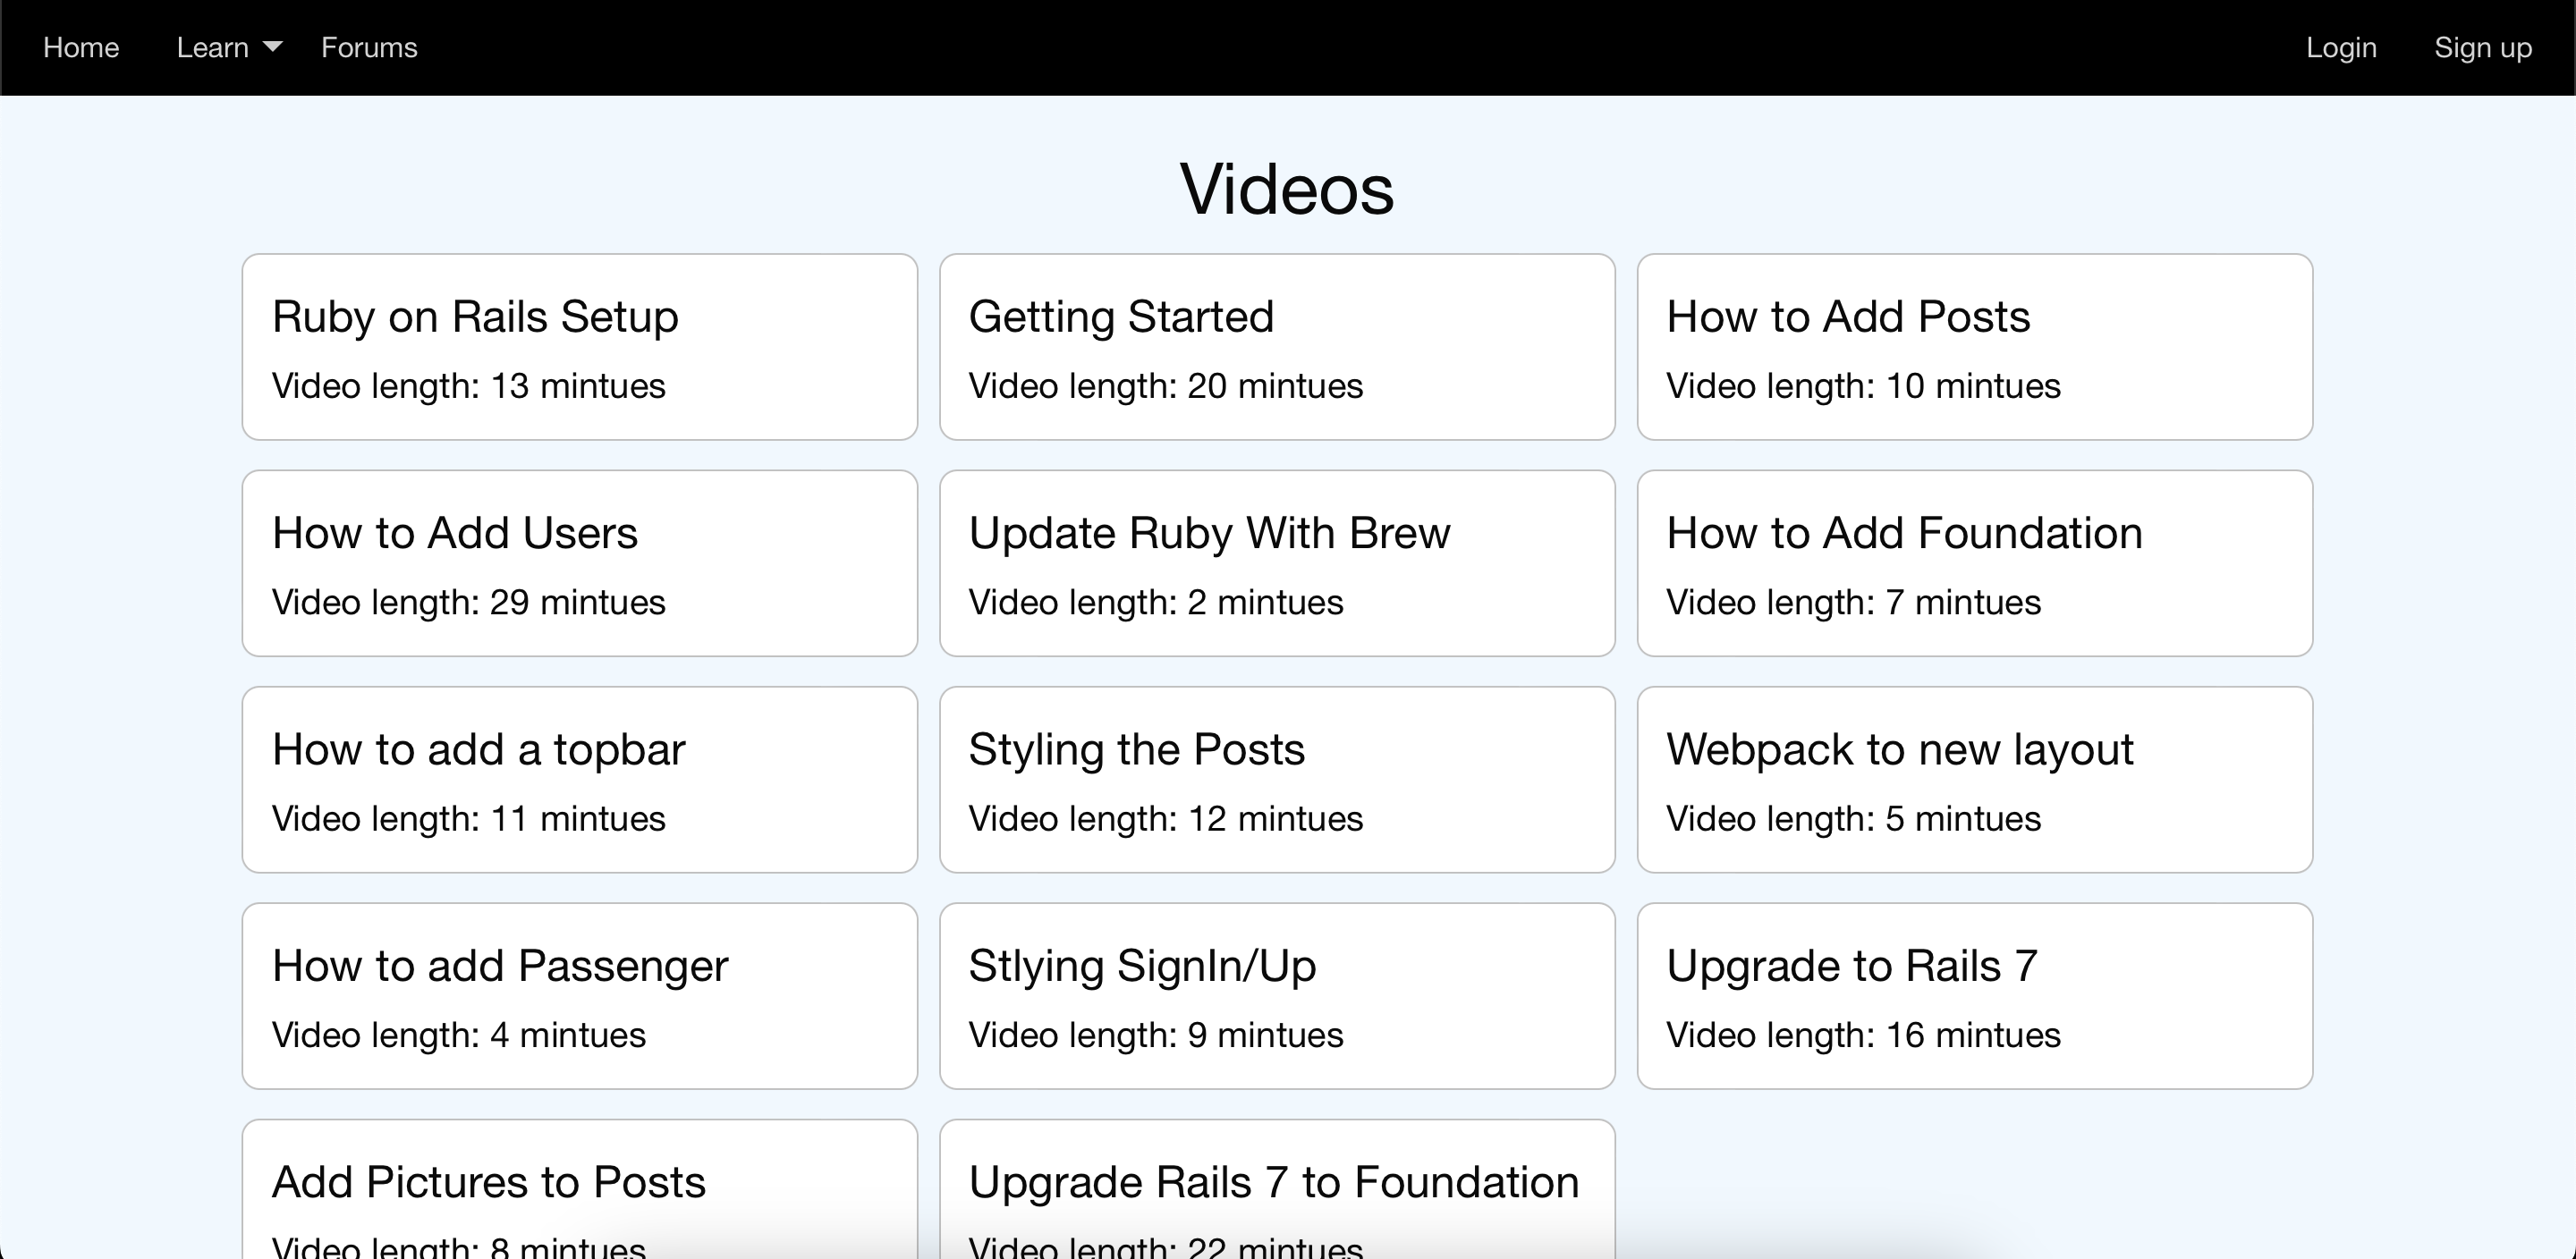 Home Learn Forums Login Sign up
Videos
Ruby on Rails Setup
Video length: 13 mintues
Getting Started
Video length: 20 mintues
How to Add Posts
Video length: 10 mintues
How to Add Users
Video length: 29 mintues
Update Ruby With Brew
Video length: 2 mintues
How to Add Foundation
Video length: 7 mintues
How to add a topbar
Video length: 11 mintues
Styling the Posts
Video length: 12 mintues
Webpack to new layout
Video length: 5 mintues
How to add Passenger
Video length: 4 mintues
Stlying SignIn/Up
Video length: 9 mintues
Upgrade to Rails 7
Video length: 16 mintues
Add Pictures to Posts
Video length: 8 mintues
Upgrade Rails 7 to Foundation
Video length: 22 mintues